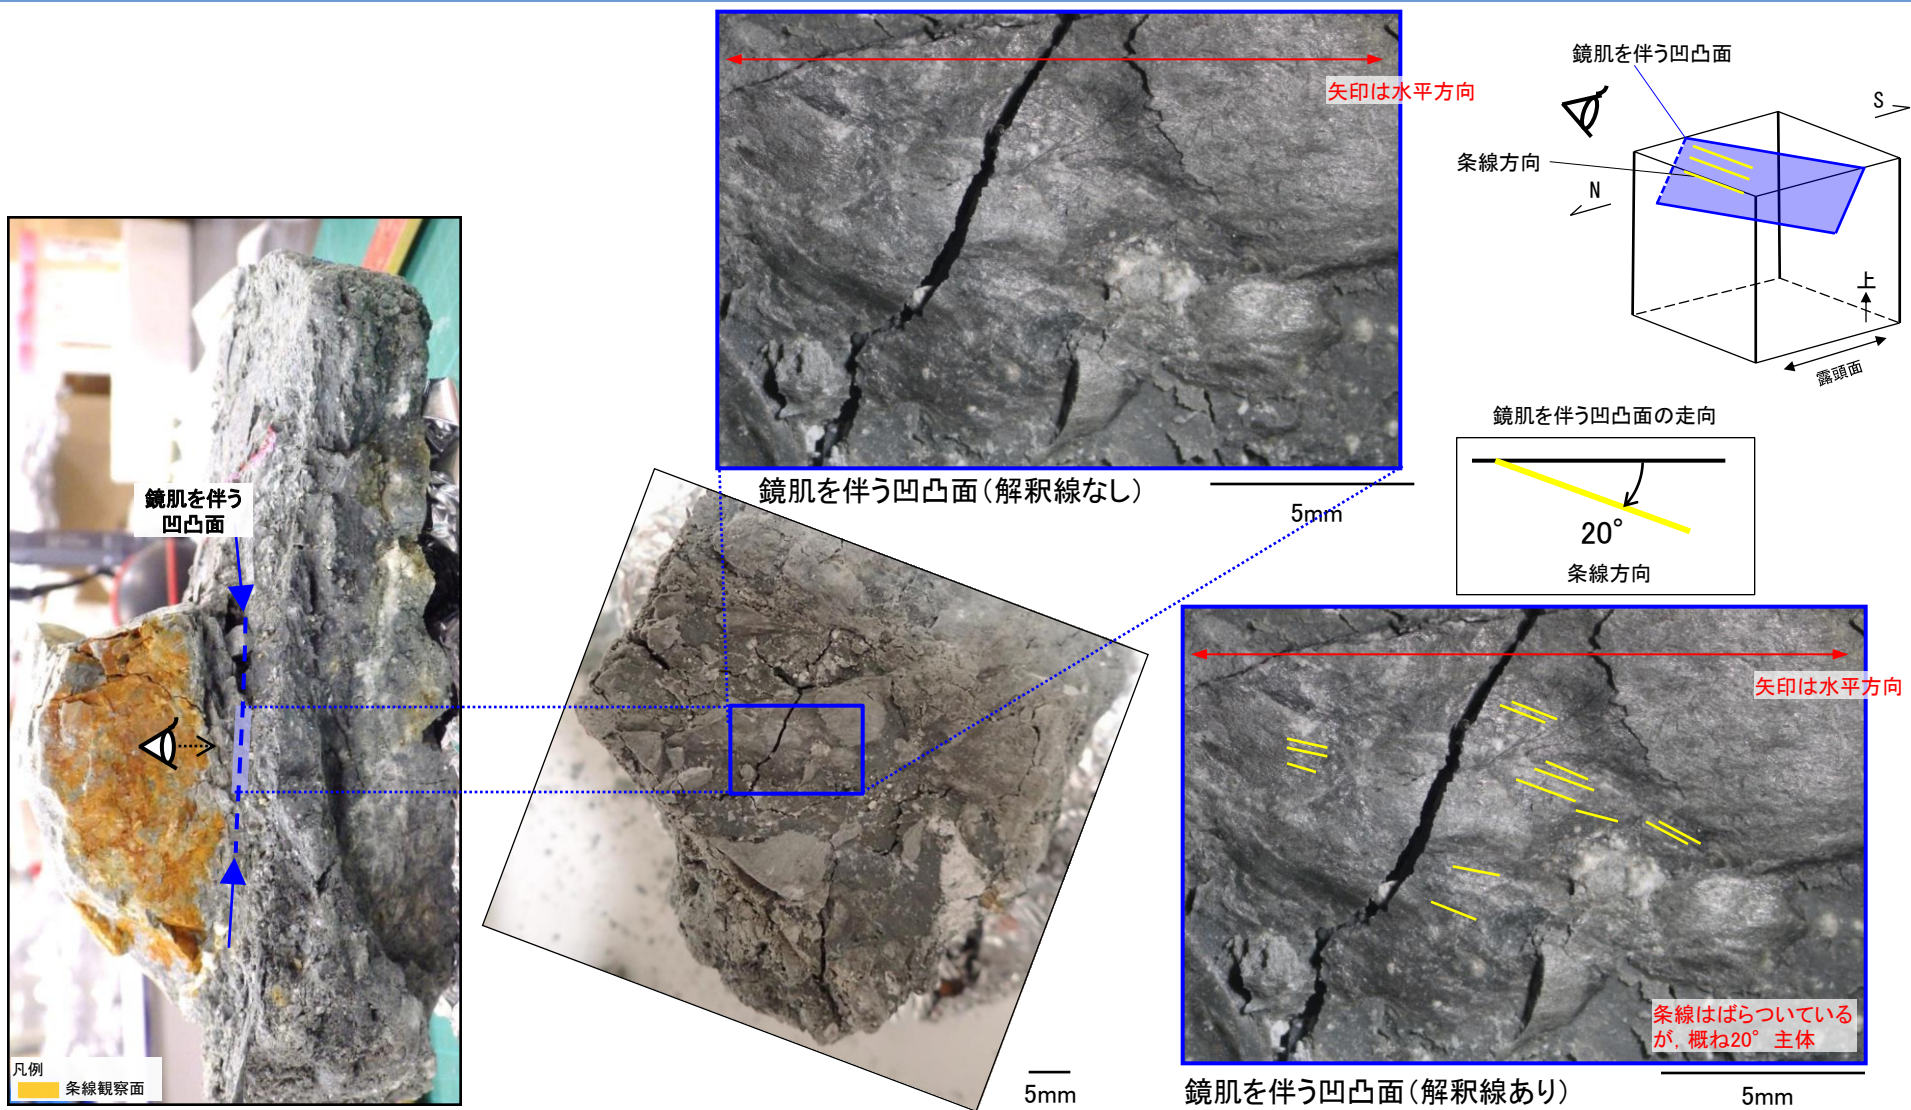 矢印は水平方向
鏡肌を伴う凹凸面
S
条線方向
N
上
露頭面
鏡肌を伴う凹凸面の走向
20°
条線方向
鏡肌を伴う
凹凸面
鏡肌を伴う凹凸面(解釈線なし)
5mm
矢印は水平方向
条線はばらついている
が, 概ね20° 主体
凡例
条線観察面
5mm
鏡肌を伴う凹凸面(解釈線あり)
5mm